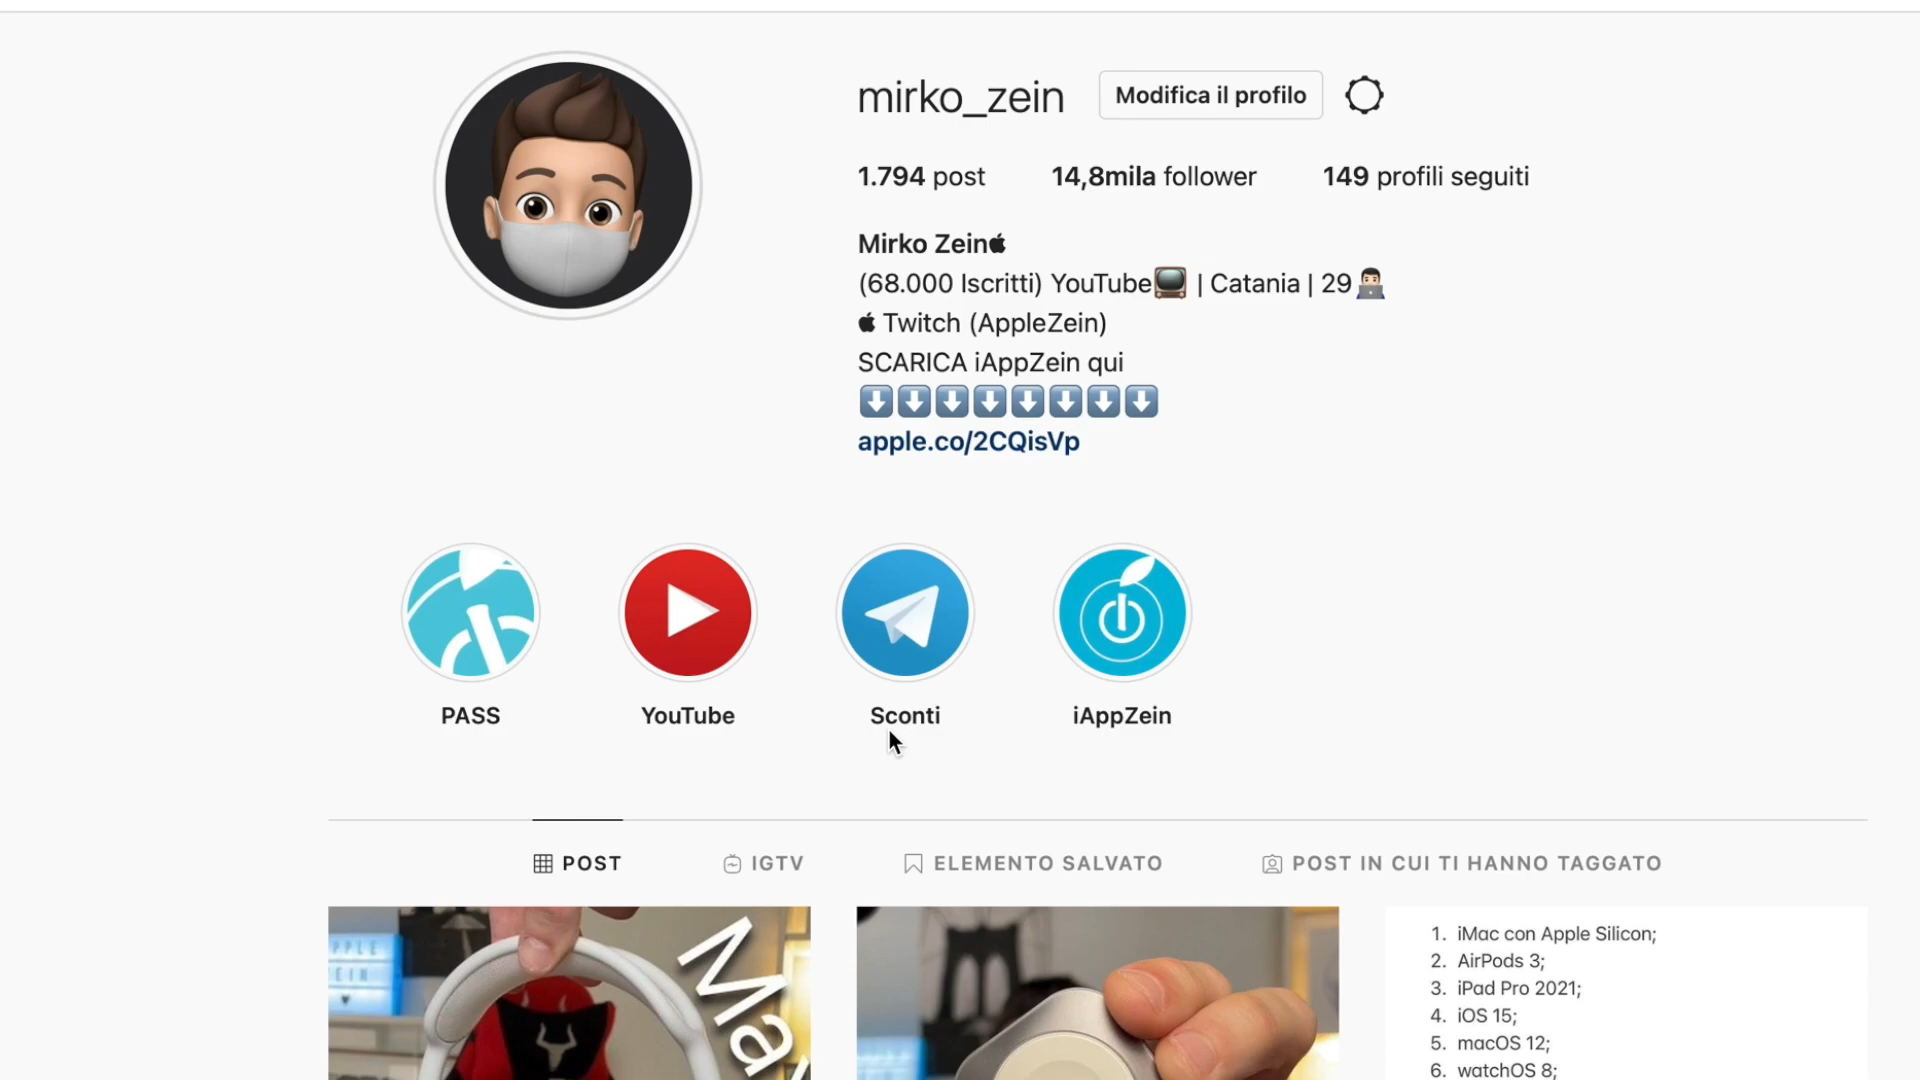 mirko_zein
Modifica il profilo
1.794 post
14,8mila follower
149 profili seguiti
Mirko Zein
(68.000 Iscritti) YouTube📺 | Catania | 29👨🏻‍💻
 Twitch (AppleZein)
SCARICA iAppZein qui
⬇️⬇️⬇️⬇️⬇️⬇️⬇️⬇️
apple.co/2CQisVp
PASS
YouTube
Sconti
iAppZein
POST
IGTV
ELEMENTO SALVATO
POST IN CUI TI HANNO TAGGATO
1. iMac con Apple Silicon;
2. AirPods 3;
3. iPad Pro 2021;
4. iOS 15;
5. macOS 12;
6. watchOS 8;